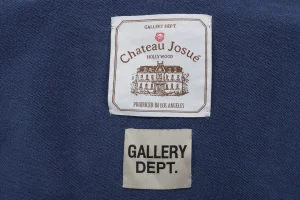 GALLERY DEPT.
Chateau Josué
HOLLYWOOD
PRODUCED IN LOS ANGELES
GALLERY
DEPT.